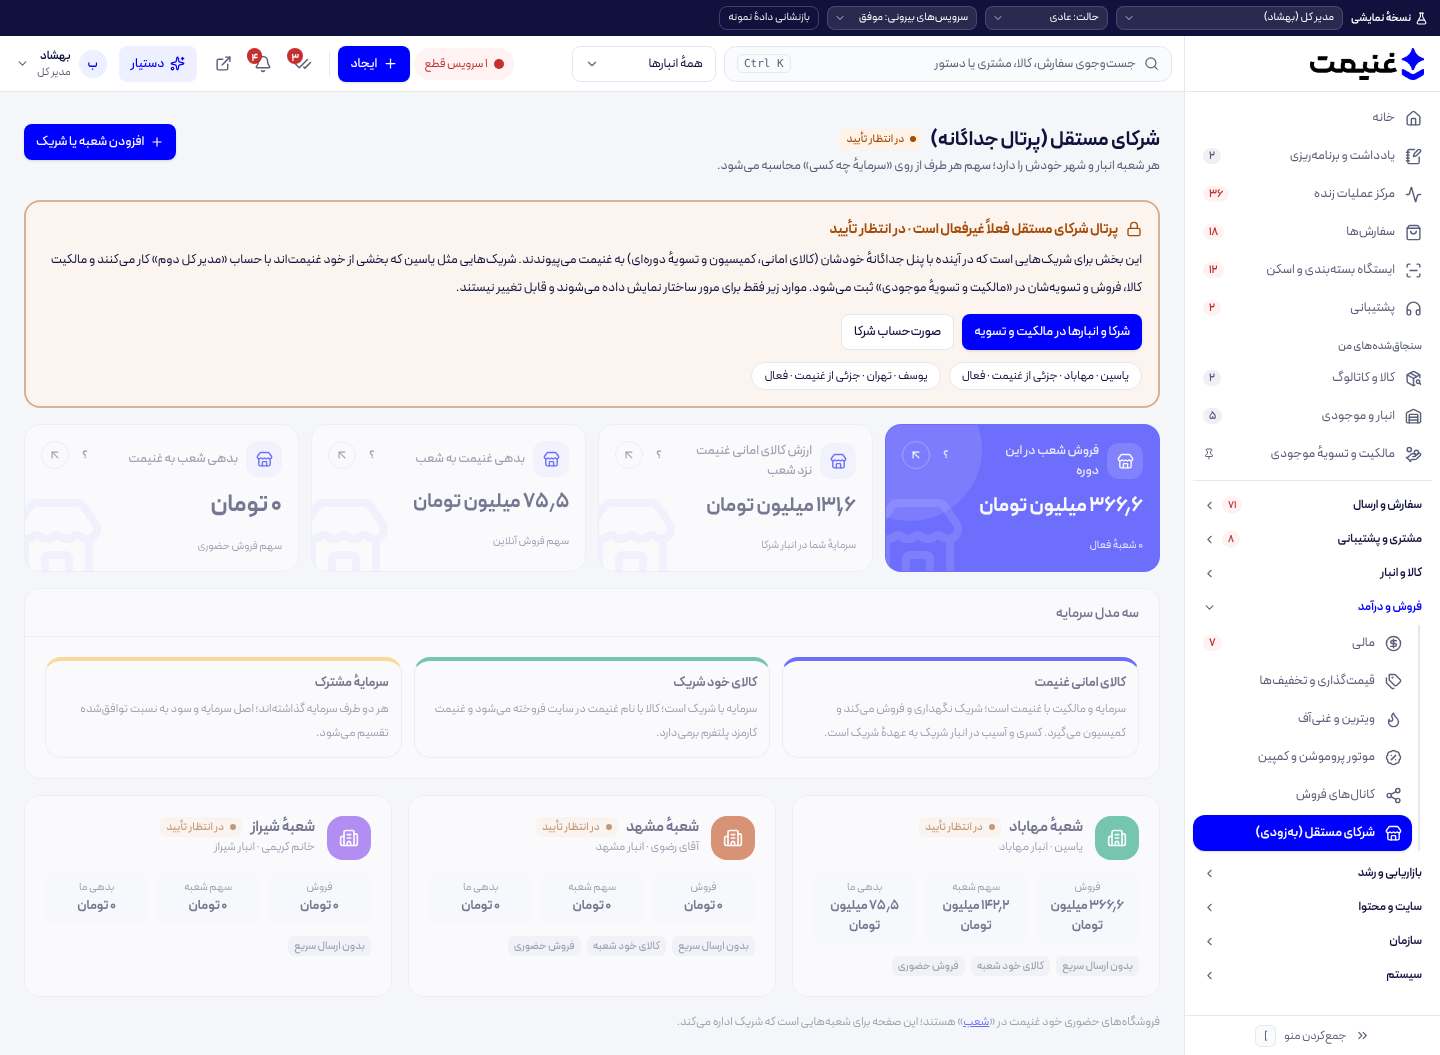 نسخهٔ نمایشی
مدیر کل (بهشاد)
حالت: عادی
سرویس‌های بیرونی: موفق
بازنشانی دادهٔ نمونه
غنیمت
جست‌وجوی سفارش، کالا، مشتری یا دستور
Ctrl K
همهٔ انبارها
۱ سرویس قطع
ایجاد
۳
۴
دستیار
ب
بهشاد
مدیر کل
خانه
یادداشت و برنامه‌ریزی ۲
مرکز عملیات زنده ۳۶
سفارش‌ها ۱۸
ایستگاه بسته‌بندی و اسکن ۱۲
پشتیبانی ۲
سنجاق‌شده‌های من
کالا و کاتالوگ ۲
انبار و موجودی ۵
مالکیت و تسویهٔ موجودی
سفارش و ارسال ۷۱
مشتری و پشتیبانی ۸
کالا و انبار
فروش و درآمد
مالی ۷
قیمت‌گذاری و تخفیف‌ها
ویترین و غنی‌آف
موتور پروموشن و کمپین
کانال‌های فروش
شرکای مستقل (به‌زودی)
بازاریابی و رشد
سایت و محتوا
سازمان
سیستم
جمع‌کردن منو
[
شرکای مستقل (پرتال جداگانه)
در انتظار تأیید
هر شعبه انبار و شهر خودش را دارد؛ سهم هر طرف از روی «سرمایهٔ چه کسی» محاسبه می‌شود.
افزودن شعبه یا شریک
پرتال شرکای مستقل فعلاً غیرفعال است · در انتظار تأیید
این بخش برای شریک‌هایی است که در آینده با پنل جداگانهٔ خودشان (کالای امانی، کمیسیون و تسویهٔ دوره‌ای) به غنیمت می‌پیوندند. شریک‌هایی مثل یاسین که بخشی از خود غنیمت‌اند با حساب «مدیر کل دوم» کار می‌کنند و مالکیت
کالا، فروش و تسویه‌شان در «مالکیت و تسویهٔ موجودی» ثبت می‌شود. موارد زیر فقط برای مرور ساختار نمایش داده می‌شوند و قابل تغییر نیستند.
شرکا و انبارها در مالکیت و تسویه
صورت‌حساب شرکا
یاسین · مهاباد · جزئی از غنیمت · فعال
یوسف · تهران · جزئی از غنیمت · فعال
فروش شعب در این
دوره
؟
۳۶۶٫۶ میلیون تومان
۰ شعبهٔ فعال
ارزش کالای امانی غنیمت
نزد شعب
؟
۱۳۱٫۶ میلیون تومان
سرمایهٔ شما در انبار شرکا
بدهی غنیمت به شعب
؟
۷۵٫۵ میلیون تومان
سهم فروش آنلاین
بدهی شعب به غنیمت
؟
۰ تومان
سهم فروش حضوری
سه مدل سرمایه
کالای امانی غنیمت
سرمایه و مالکیت با غنیمت است؛ شریک نگهداری و فروش می‌کند و
کمیسیون می‌گیرد. کسری و آسیب در انبار شریک به عهدهٔ شریک است.
کالای خود شریک
سرمایه با شریک است؛ کالا با نام غنیمت در سایت فروخته می‌شود و غنیمت
کارمزد پلتفرم برمی‌دارد.
سرمایهٔ مشترک
هر دو طرف سرمایه گذاشته‌اند؛ اصل سرمایه و سود به نسبت توافق‌شده
تقسیم می‌شود.
شعبهٔ مهاباد
در انتظار تأیید
یاسین · انبار مهاباد
فروش
۳۶۶٫۶ میلیون
تومان
سهم شعبه
۱۴۲٫۲ میلیون
تومان
بدهی ما
۷۵٫۵ میلیون
تومان
بدون ارسال سریع
کالای خود شعبه
فروش حضوری
شعبهٔ مشهد
در انتظار تأیید
آقای رضوی · انبار مشهد
فروش
۰ تومان
سهم شعبه
۰ تومان
بدهی ما
۰ تومان
بدون ارسال سریع
کالای خود شعبه
فروش حضوری
شعبهٔ شیراز
در انتظار تأیید
خانم کریمی · انبار شیراز
فروش
۰ تومان
سهم شعبه
۰ تومان
بدهی ما
۰ تومان
بدون ارسال سریع
فروشگاه‌های حضوری خود غنیمت در «شعب» هستند؛ این صفحه برای شعبه‌هایی است که شریک اداره می‌کند.